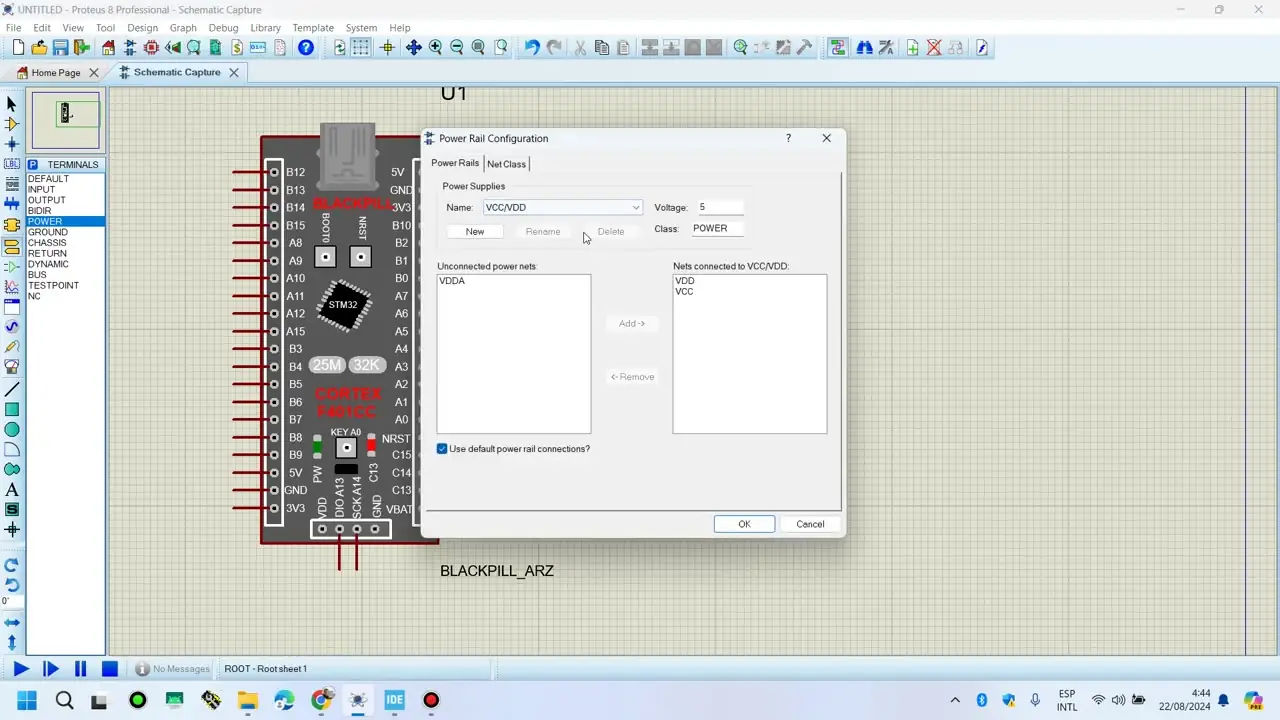 UNTITLED - Proteus 8 Professional - Schematic Capture
File Edit View Tool Design Graph Debug Library Template System Help
Home Page
Schematic Capture
TERMINALS
DEFAULT
INPUT
OUTPUT
BIDIR
POWER
GROUND
CHASSIS
RETURN
DYNAMIC
BUS
TESTPOINT
NC
LBL
0°
U1
B12
B13
B14
B15
A8
A9
A10
A11
A12
A15
B3
B4
B5
B6
B7
B8
B9
5V
GND
3V3
BLACKPILL
BOOT0
NRST
STM32
25M
32K
CORTEX
F401CC
KEY A0
PW
C13
VDD
DIO A13
SCK A14
GND
5V
GND
3V3
B10
B2
B1
B0
A7
A6
A5
A4
A3
A2
A1
A0
NRST
C15
C14
C13
VBAT
BLACKPILL_ARZ
Power Rail Configuration
?
Power Rails
Net Class
Power Supplies
Name: VCC/VDD
Voltage: 5
New
Rename
Delete
Class: POWER
Unconnected power nets:
VDDA
Add ->
<- Remove
Nets connected to VCC/VDD:
VDD
VCC
Use default power rail connections?
OK
Cancel
No Messages
ROOT - Root sheet 1
IDE
ESP
INTL
4:44
22/08/2024